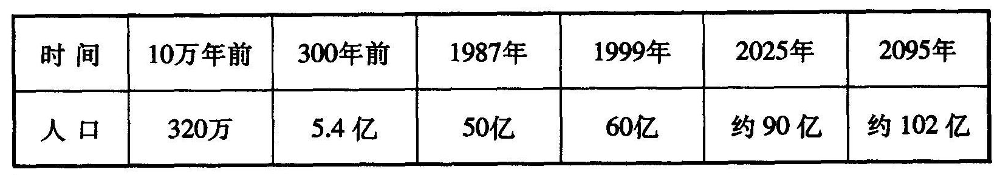 时 间 10万年前 300年前 1987年 1999年 2025年 2095年
人 口 320万 5.4 亿 50亿 60亿 约 90 亿 约 102 亿